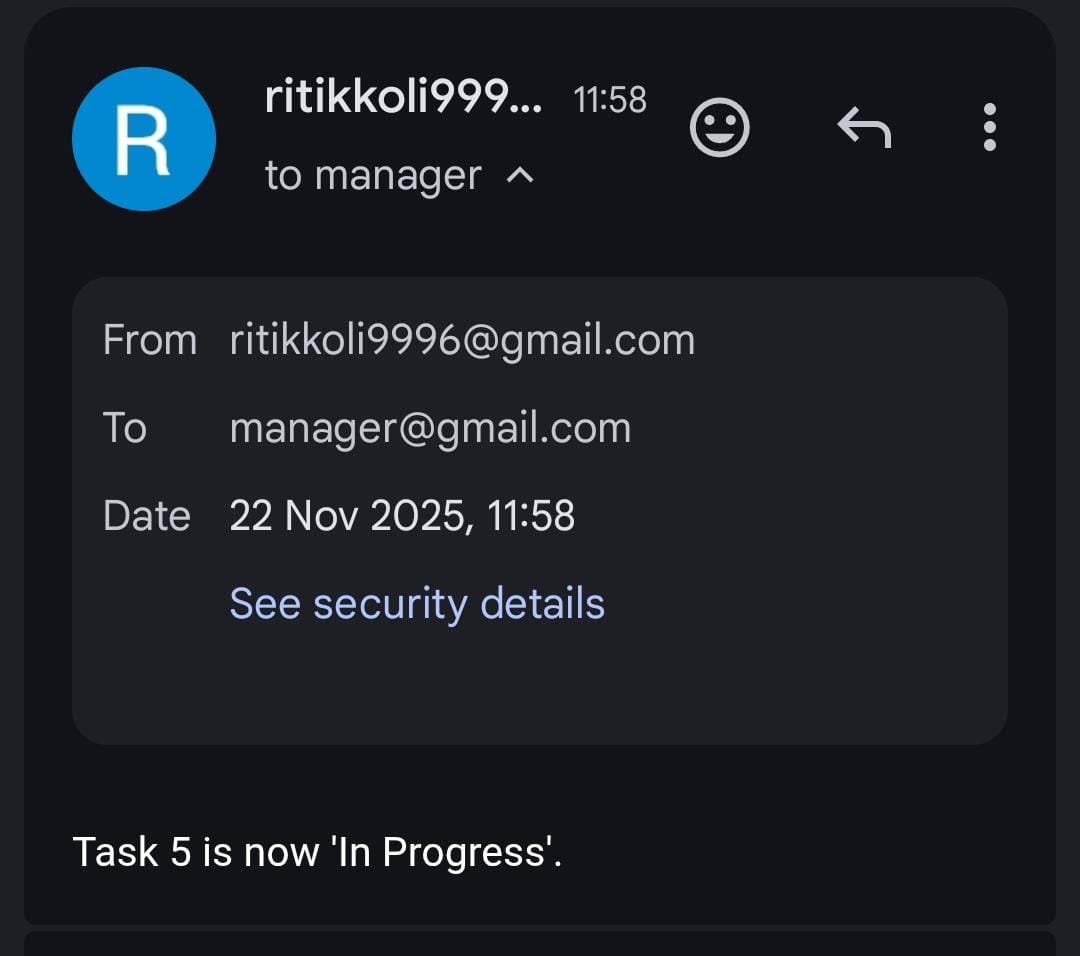 R
ritikkoli999... 11:58
to manager
From ritikkoli9996@gmail.com
To manager@gmail.com
Date 22 Nov 2025, 11:58
See security details
Task 5 is now 'In Progress'.